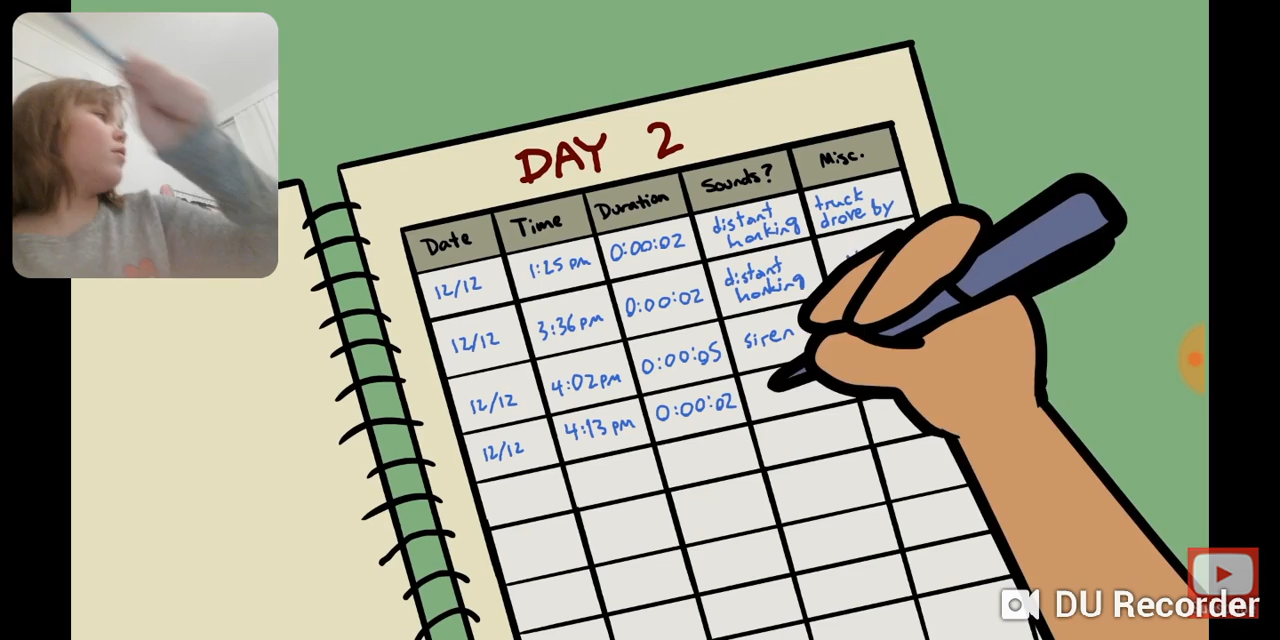 DAY 2
Date Time Duration Sounds? Misc.
12/12 1:25 pm 0:00:02 distant honking truck drove by
12/12 3:36 pm 0:00:02 distant honking
12/12 4:02 pm 0:00:05 siren
12/12 4:13 pm 0:00:02
DU Recorder